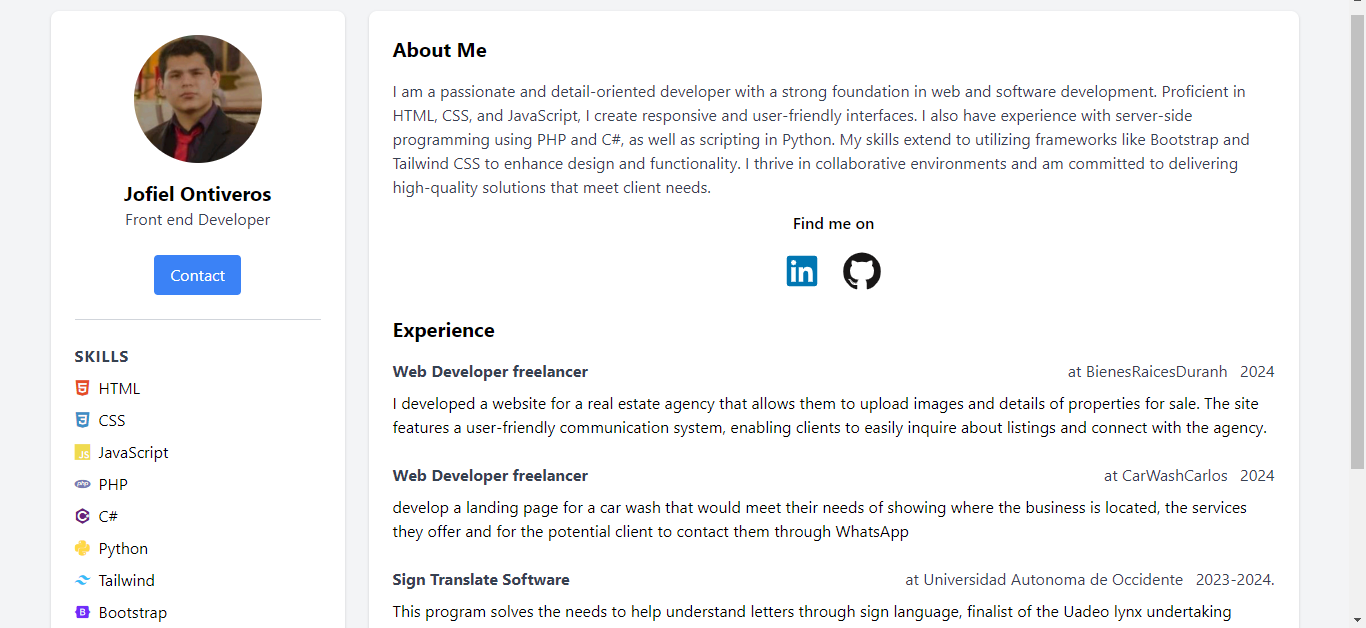 Jofiel Ontiveros
Front end Developer
Contact
SKILLS
HTML
CSS
JavaScript
PHP
C#
Python
Tailwind
Bootstrap
About Me
I am a passionate and detail-oriented developer with a strong foundation in web and software development. Proficient in
HTML, CSS, and JavaScript, I create responsive and user-friendly interfaces. I also have experience with server-side
programming using PHP and C#, as well as scripting in Python. My skills extend to utilizing frameworks like Bootstrap and
Tailwind CSS to enhance design and functionality. I thrive in collaborative environments and am committed to delivering
high-quality solutions that meet client needs.
Find me on
in
Experience
Web Developer freelancer at BienesRaicesDuranh 2024
I developed a website for a real estate agency that allows them to upload images and details of properties for sale. The site
features a user-friendly communication system, enabling clients to easily inquire about listings and connect with the agency.
Web Developer freelancer at CarWashCarlos 2024
develop a landing page for a car wash that would meet their needs of showing where the business is located, the services
they offer and for the potential client to contact them through WhatsApp
Sign Translate Software at Universidad Autonoma de Occidente 2023-2024.
This program solves the needs to help understand letters through sign language, finalist of the Uadeo lynx undertaking